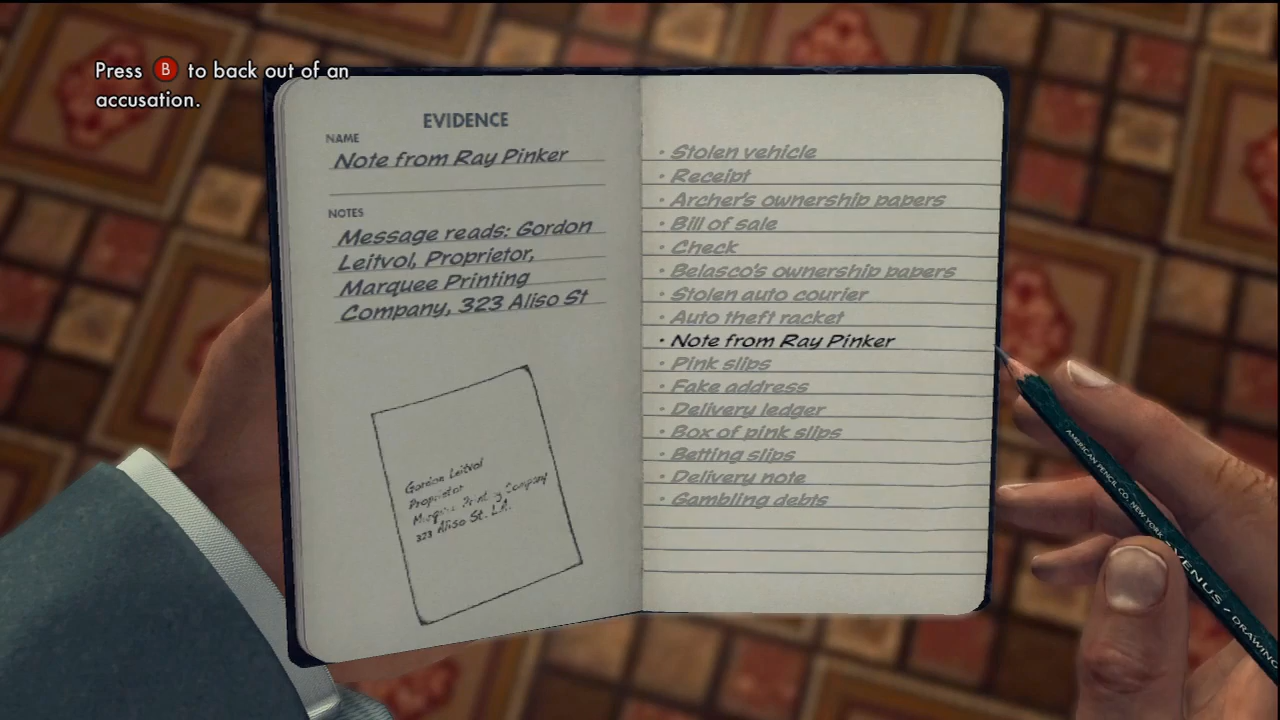 Press B to back out of an
accusation.
EVIDENCE
NAME
Note from Ray Pinker
NOTES
Message reads: Gordon
Leitvol, Proprietor,
Marquee Printing
Company, 323 Aliso St
Gordon Leitvol
Proprietor
Marquee Printing Company
323 Aliso St. L.A.
• Stolen vehicle
• Receipt
• Archer's ownership papers
• Bill of sale
• Check
• Belasco's ownership papers
• Stolen auto courier
• Auto theft racket
• Note from Ray Pinker
• Pink slips
• Fake address
• Delivery ledger
• Box of pink slips
• Betting slips
• Delivery note
• Gambling debts
AMERICAN PENCIL CO. NEW YORK VENUS / DRAWING